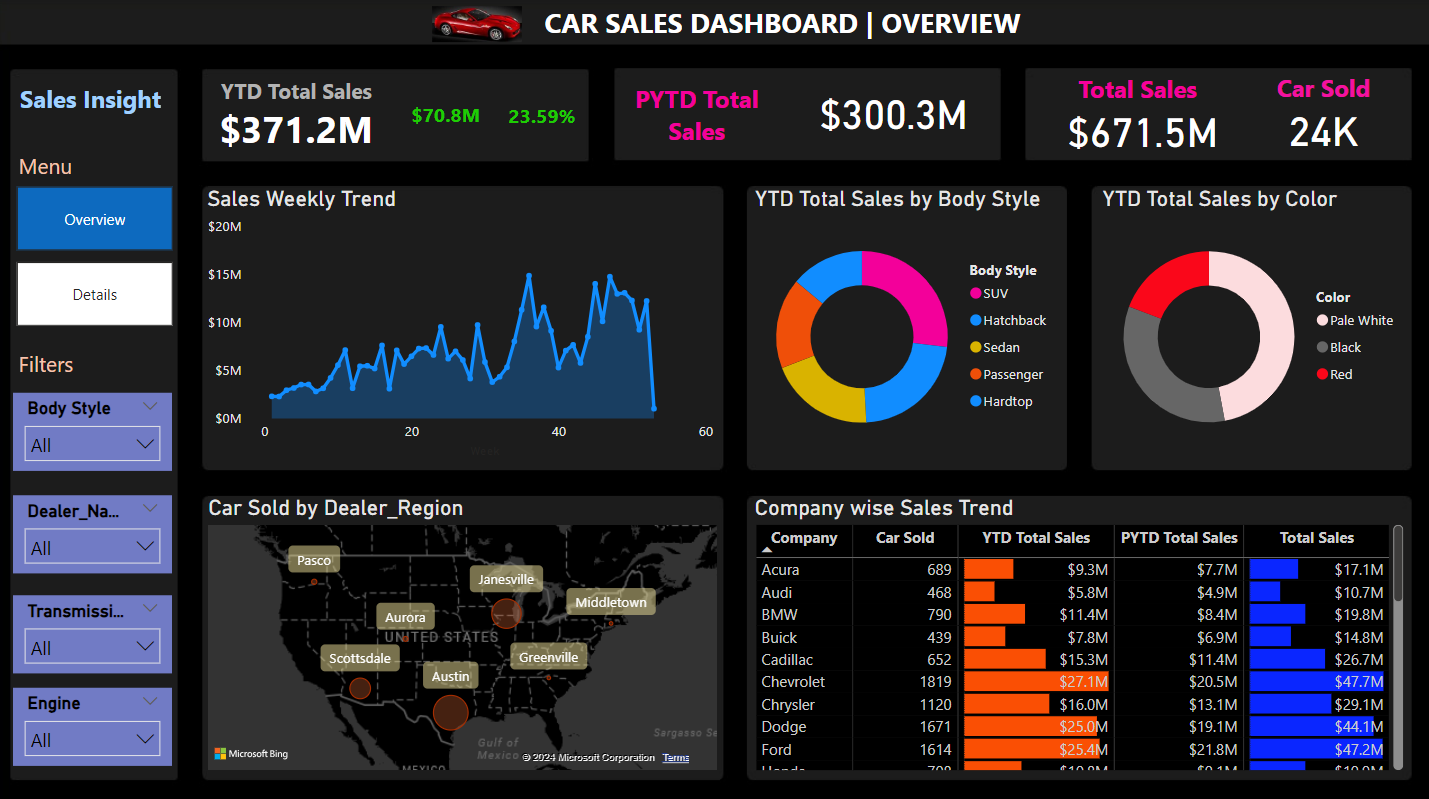 CAR SALES DASHBOARD | OVERVIEW
Sales Insight
Menu
Overview
Details
Filters
Body Style
All
Dealer_Na...
All
Transmissi...
All
Engine
All
YTD Total Sales
$371.2M
$70.8M
23.59%
PYTD Total
Sales
$300.3M
Total Sales
$671.5M
Car Sold
24K
Sales Weekly Trend
$20M
$15M
$10M
$5M
$0M
0 20 40 60
YTD Total Sales by Body Style
Body Style
SUV
Hatchback
Sedan
Passenger
Hardtop
YTD Total Sales by Color
Color
Pale White
Black
Red
Car Sold by Dealer_Region
Pasco
Janesville
Middletown
Aurora
UNITED STATES
Scottsdale
Greenville
Austin
Gulf of
Mexico
MEXICO
Microsoft Bing
© 2024 Microsoft Corporation Terms
Company wise Sales Trend
Company Car Sold YTD Total Sales PYTD Total Sales Total Sales
Acura 689 $9.3M $7.7M $17.1M
Audi 468 $5.8M $4.9M $10.7M
BMW 790 $11.4M $8.4M $19.8M
Buick 439 $7.8M $6.9M $14.8M
Cadillac 652 $15.3M $11.4M $26.7M
Chevrolet 1819 $27.1M $20.5M $47.7M
Chrysler 1120 $16.0M $13.1M $29.1M
Dodge 1671 $25.0M $19.1M $44.1M
Ford 1614 $25.4M $21.8M $47.2M